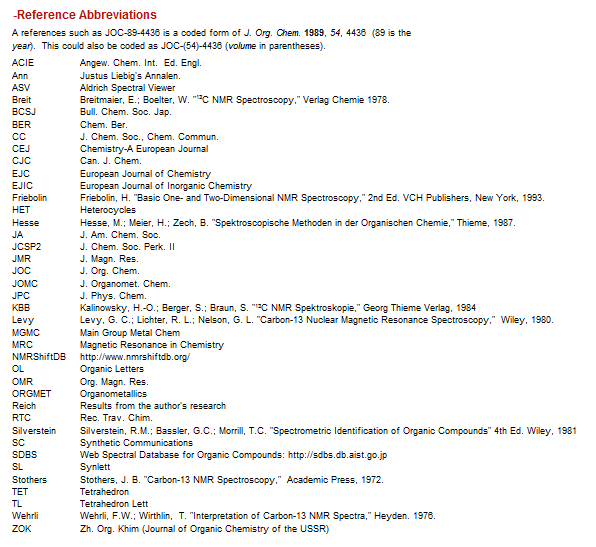 -Reference Abbreviations
A references such as JOC-89-4436 is a coded form of J. Org. Chem. 1989, 54, 4436 (89 is the
year). This could also be coded as JOC-(54)-4436 (volume in parentheses).
ACIE Angew. Chem. Int. Ed. Engl.
Ann Justus Liebig's Annalen.
ASV Aldrich Spectral Viewer
Breit Breitmaier, E.; Boelter, W. "¹³C NMR Spectroscopy," Verlag Chemie 1978.
BCSJ Bull. Chem. Soc. Jap.
BER Chem. Ber.
CC J. Chem. Soc., Chem. Commun.
CEJ Chemistry-A European Journal
CJC Can. J. Chem.
EJC European Journal of Chemistry
EJIC European Journal of Inorganic Chemistry
Friebolin Friebolin, H. "Basic One- and Two-Dimensional NMR Spectroscopy," 2nd Ed. VCH Publishers, New York, 1993.
HET Heterocycles
Hesse Hesse, M.; Meier, H.; Zech, B. "Spektroscopische Methoden in der Organischen Chemie," Thieme, 1987.
JA J. Am. Chem. Soc.
JCSP2 J. Chem. Soc. Perk. II
JMR J. Magn. Res.
JOC J. Org. Chem.
JOMC J. Organomet. Chem.
JPC J. Phys. Chem.
KBB Kalinowsky, H.-O.; Berger, S.; Braun, S. "¹³C NMR Spektroskopie," Georg Thieme Verlag, 1984
Levy Levy, G. C.; Lichter, R. L.; Nelson, G. L. "Carbon-13 Nuclear Magnetic Resonance Spectroscopy," Wiley, 1980.
MGMC Main Group Metal Chem
MRC Magnetic Resonance in Chemistry
NMRShiftDB http://www.nmrshiftdb.org/
OL Organic Letters
OMR Org. Magn. Res.
ORGMET Organometallics
Reich Results from the author's research
RTC Rec. Trav. Chim.
Silverstein Silverstein, R.M.; Bassler, G.C.; Morrill, T.C. "Spectrometric Identification of Organic Compounds" 4th Ed. Wiley, 1981
SC Synthetic Communications
SDBS Web Spectral Database for Organic Compounds: http://sdbs.db.aist.go.jp
SL Synlett
Stothers Stothers, J. B. "Carbon-13 NMR Spectroscopy," Academic Press, 1972.
TET Tetrahedron
TL Tetrahedron Lett
Wehrli Wehrli, F.W.; Wirthlin, T. "Interpretation of Carbon-13 NMR Spectra," Heyden. 1976.
ZOK Zh. Org. Khim (Journal of Organic Chemistry of the USSR)